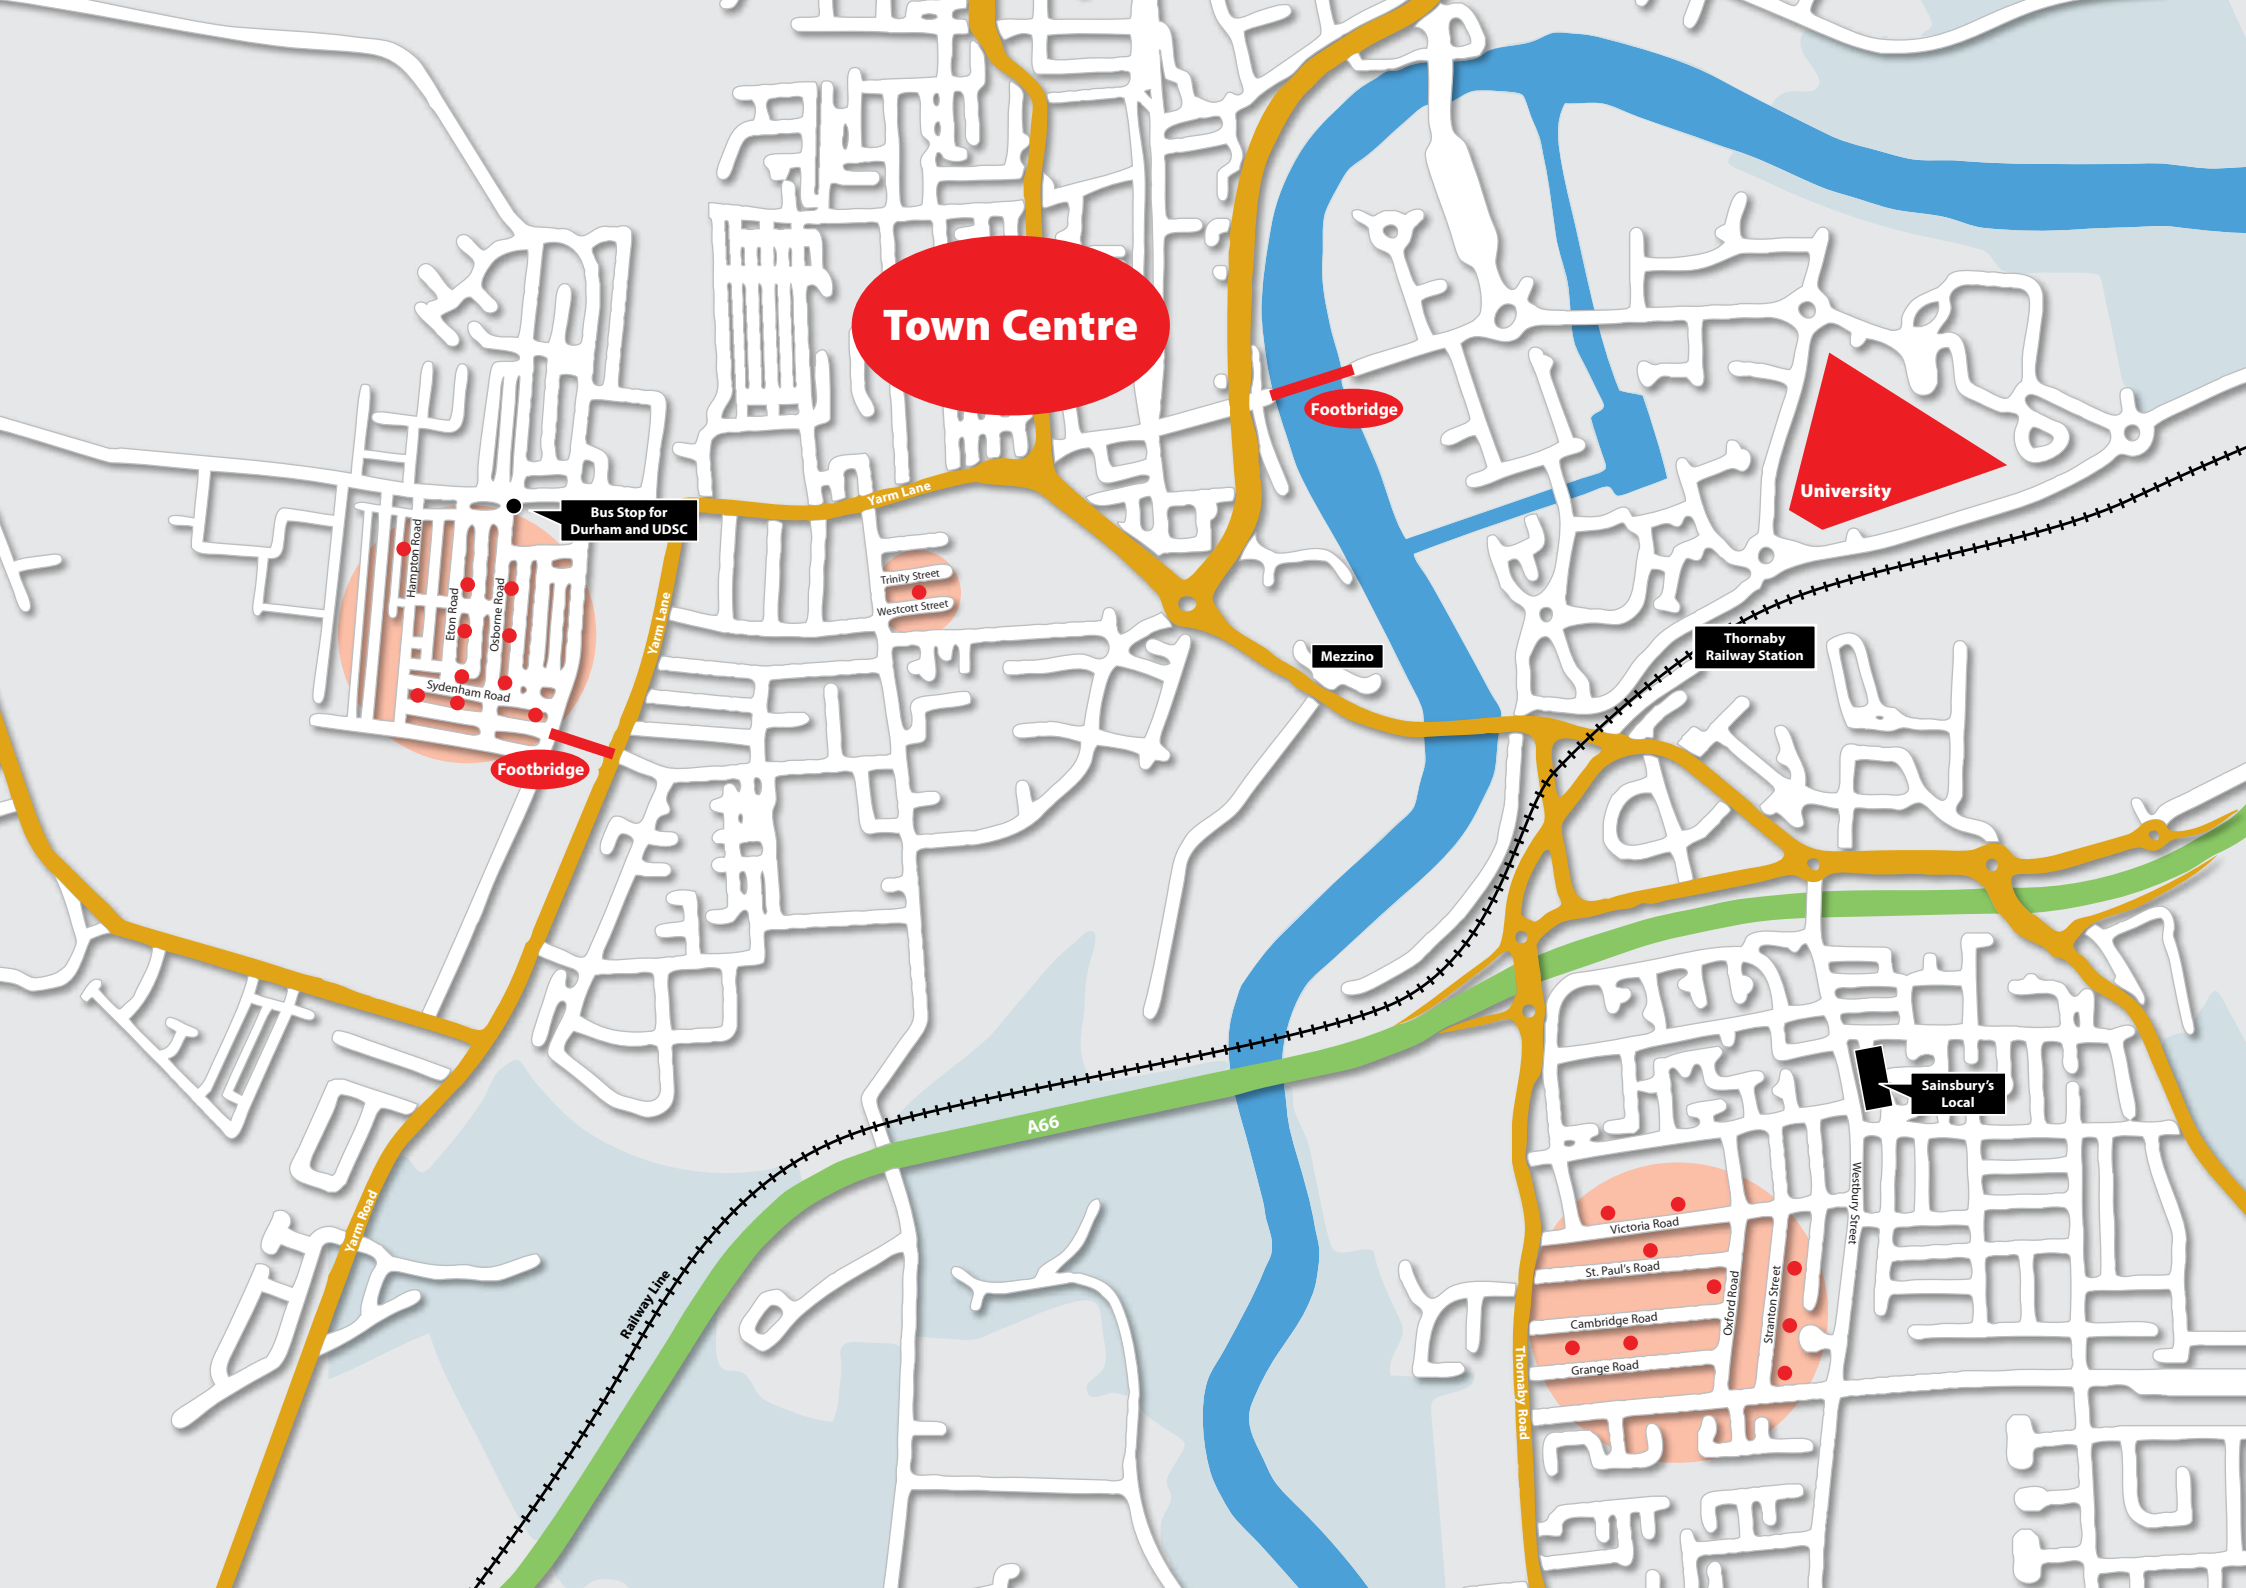 Town Centre
Footbridge
Yarm Lane
University
Bus Stop for
Durham and UDSC
Hampton Road
Eton Road
Osborne Road
Sydenham Road
Yarm Lane
Trinity Street
Westcott Street
Mezzino
Thornaby
Railway Station
Footbridge
A66
Sainsbury's
Local
Yarm Road
Railway Line
Westbury Street
Victoria Road
St. Paul's Road
Oxford Road
Stranton Street
Cambridge Road
Grange Road
Thornaby Road